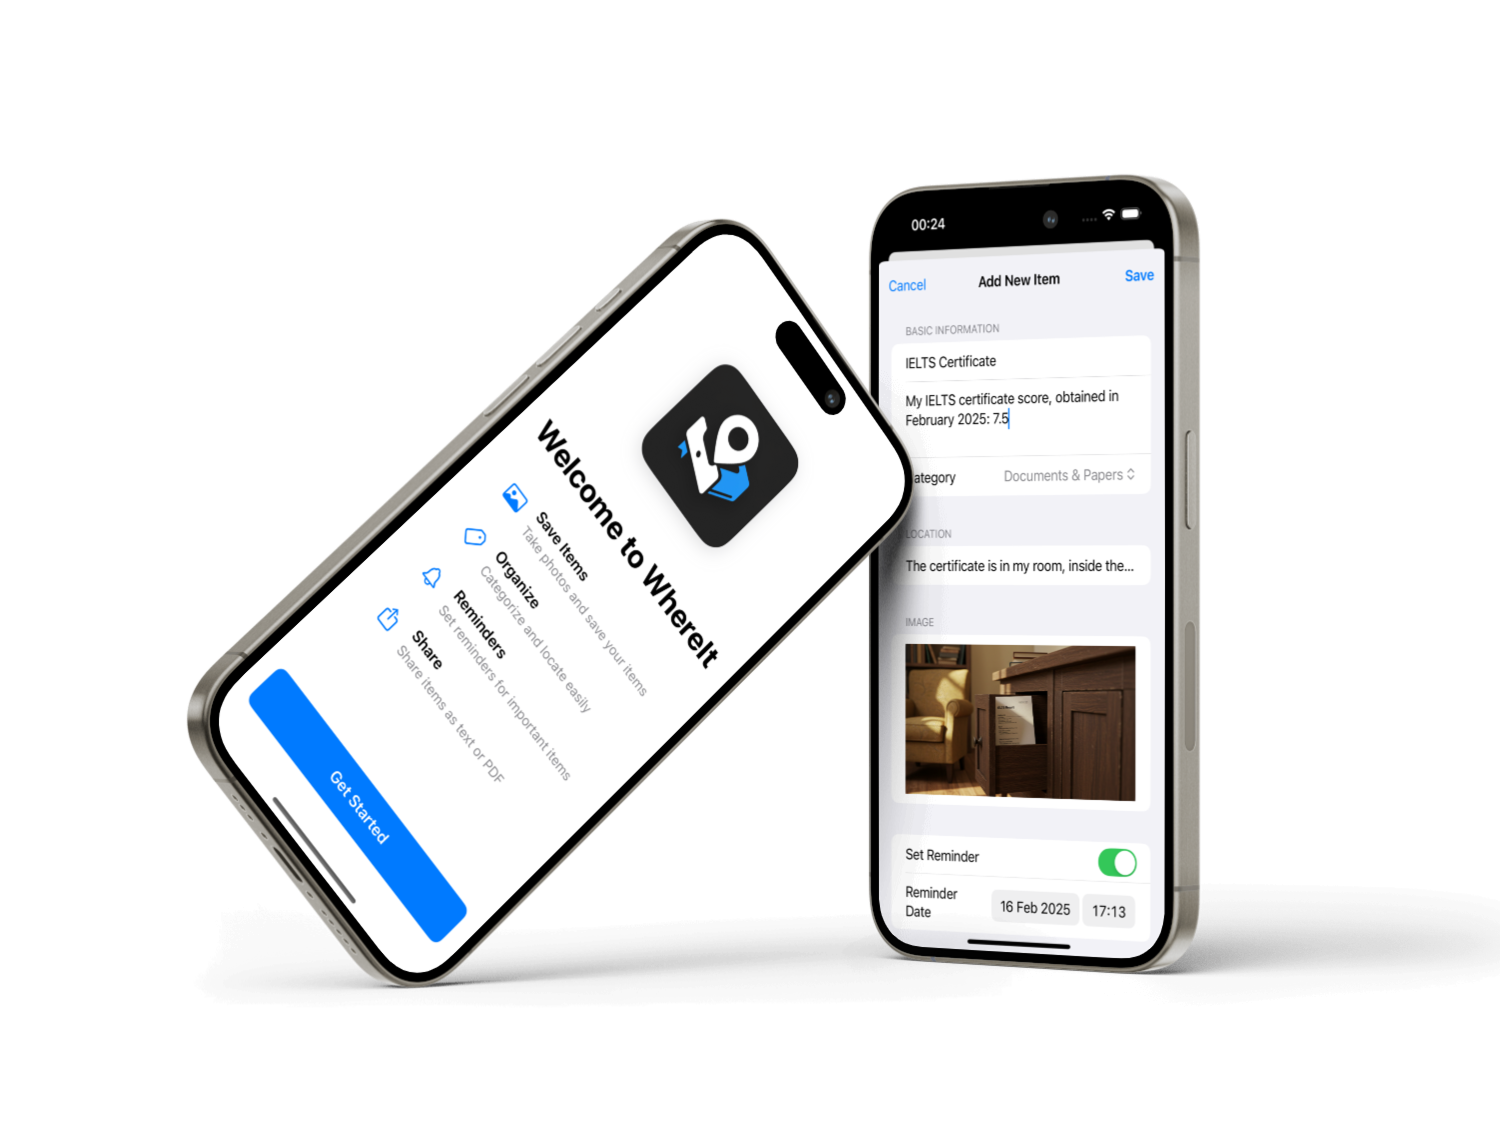 Welcome to WhereIt
Save Items
Take photos and save your items
Organize
Categorize and locate easily
Reminders
Set reminders for important items
Share
Share items as text or PDF
Get Started
00:24
Cancel
Add New Item
Save
BASIC INFORMATION
IELTS Certificate
My IELTS certificate score, obtained in
February 2025: 7.5
ategory
Documents & Papers
LOCATION
The certificate is in my room, inside the...
IMAGE
Set Reminder
Reminder
Date
16 Feb 2025
17:13